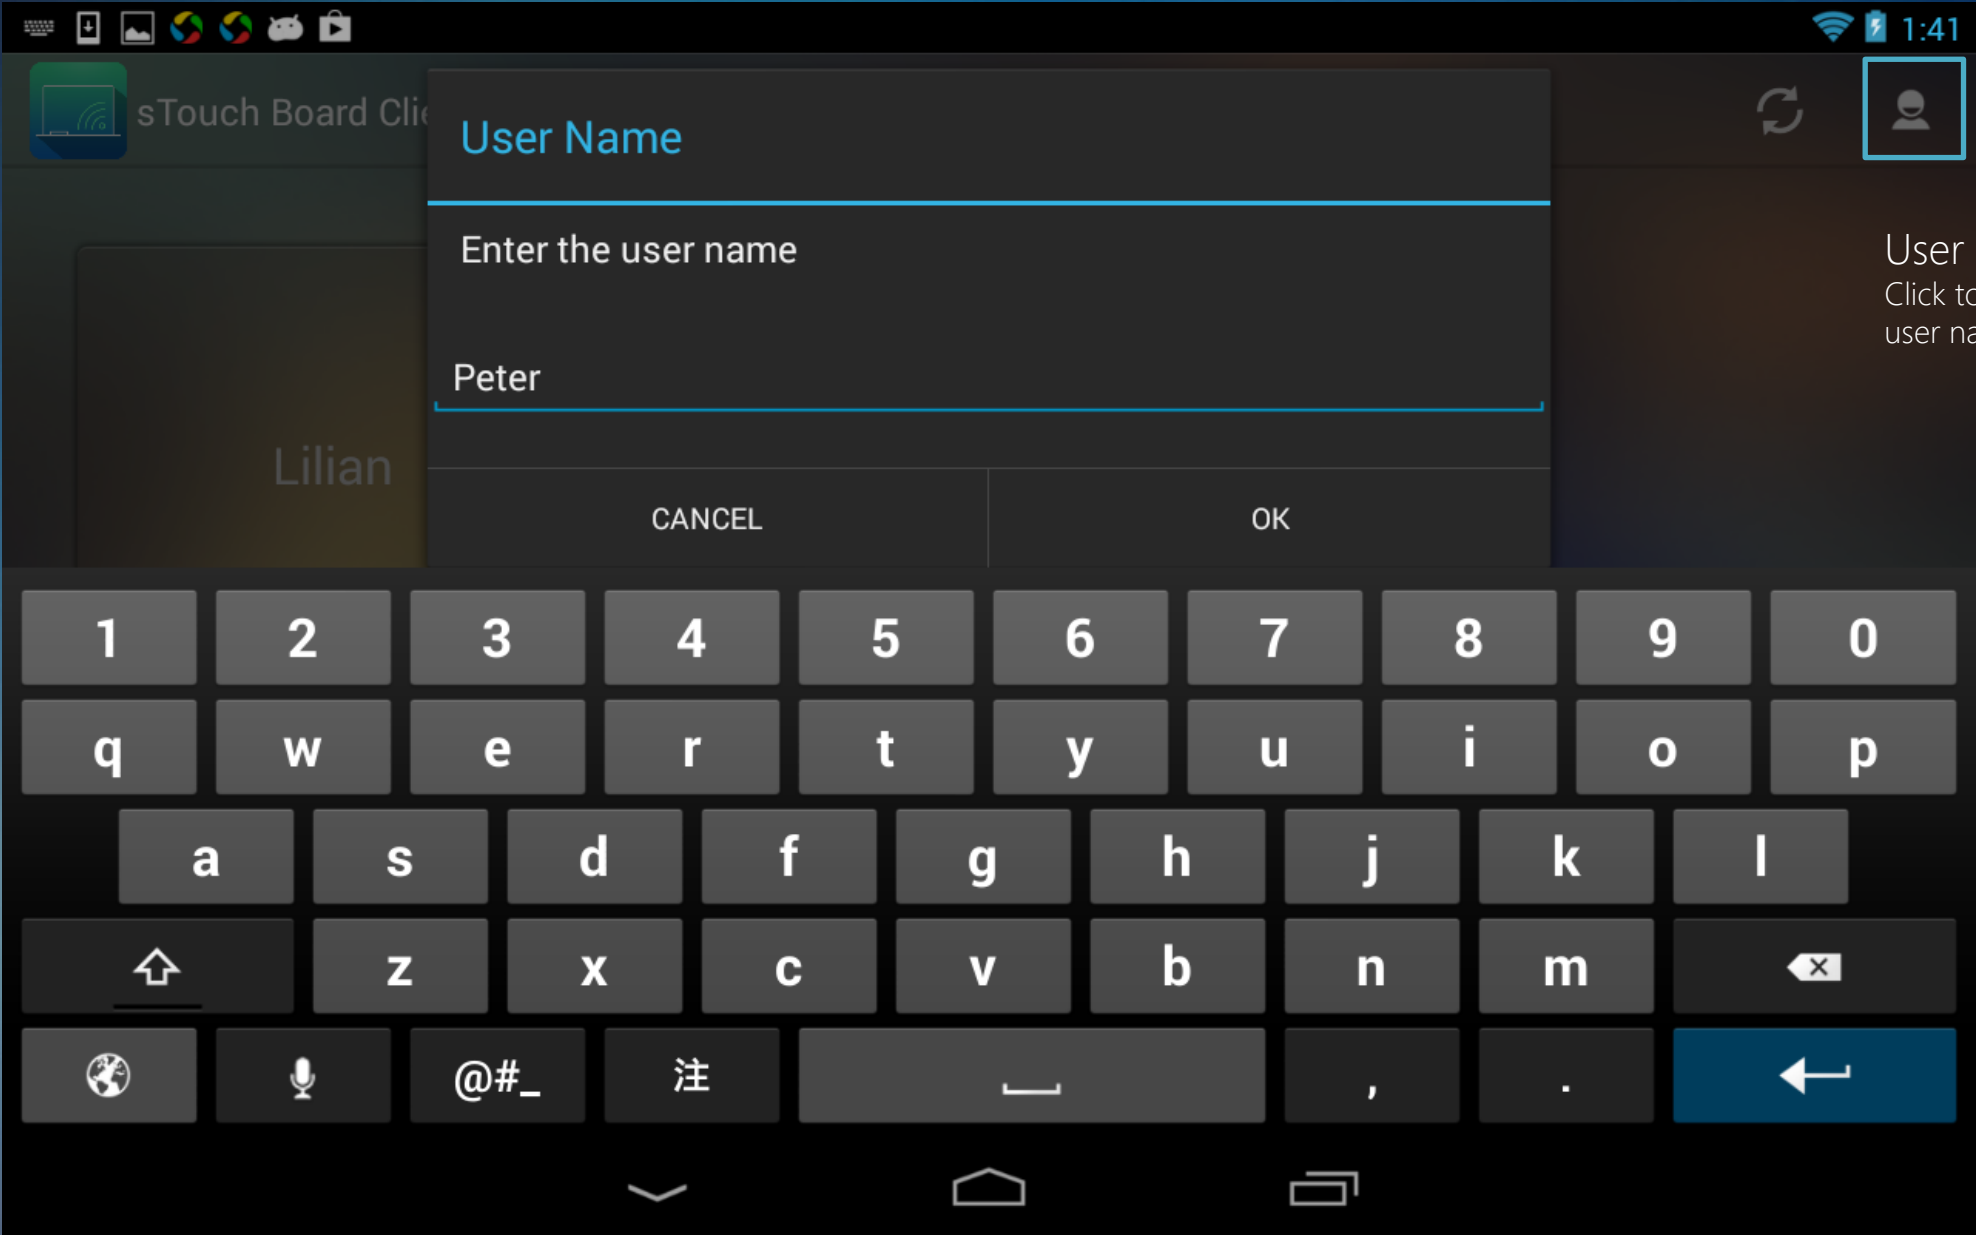 1:41
sTouch Board Clie
User Name
Enter the user name
Peter
User
Click to
user na
Lilian
CANCEL
OK
1 2 3 4 5 6 7 8 9 0
q w e r t y u i o p
a s d f g h j k l
z x c v b n m
@#_ 注 , .